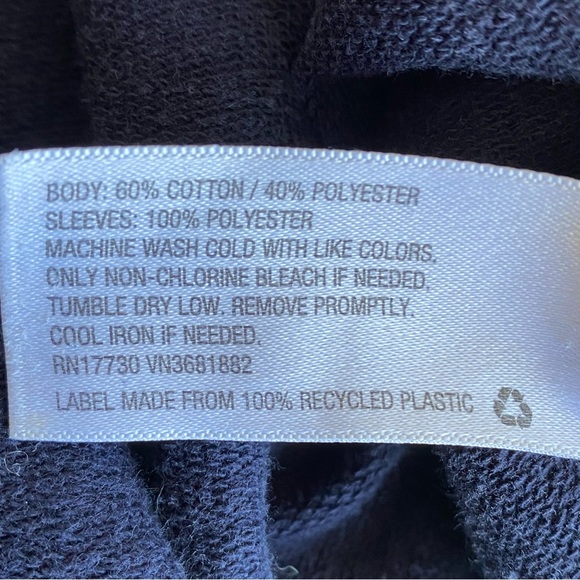 BODY: 60% COTTON / 40% POLYESTER
SLEEVES: 100% POLYESTER
MACHINE WASH COLD WITH LIKE COLORS.
ONLY NON-CHLORINE BLEACH IF NEEDED.
TUMBLE DRY LOW. REMOVE PROMPTLY.
COOL IRON IF NEEDED.
RN17730 VN3681882
LABEL MADE FROM 100% RECYCLED PLASTIC